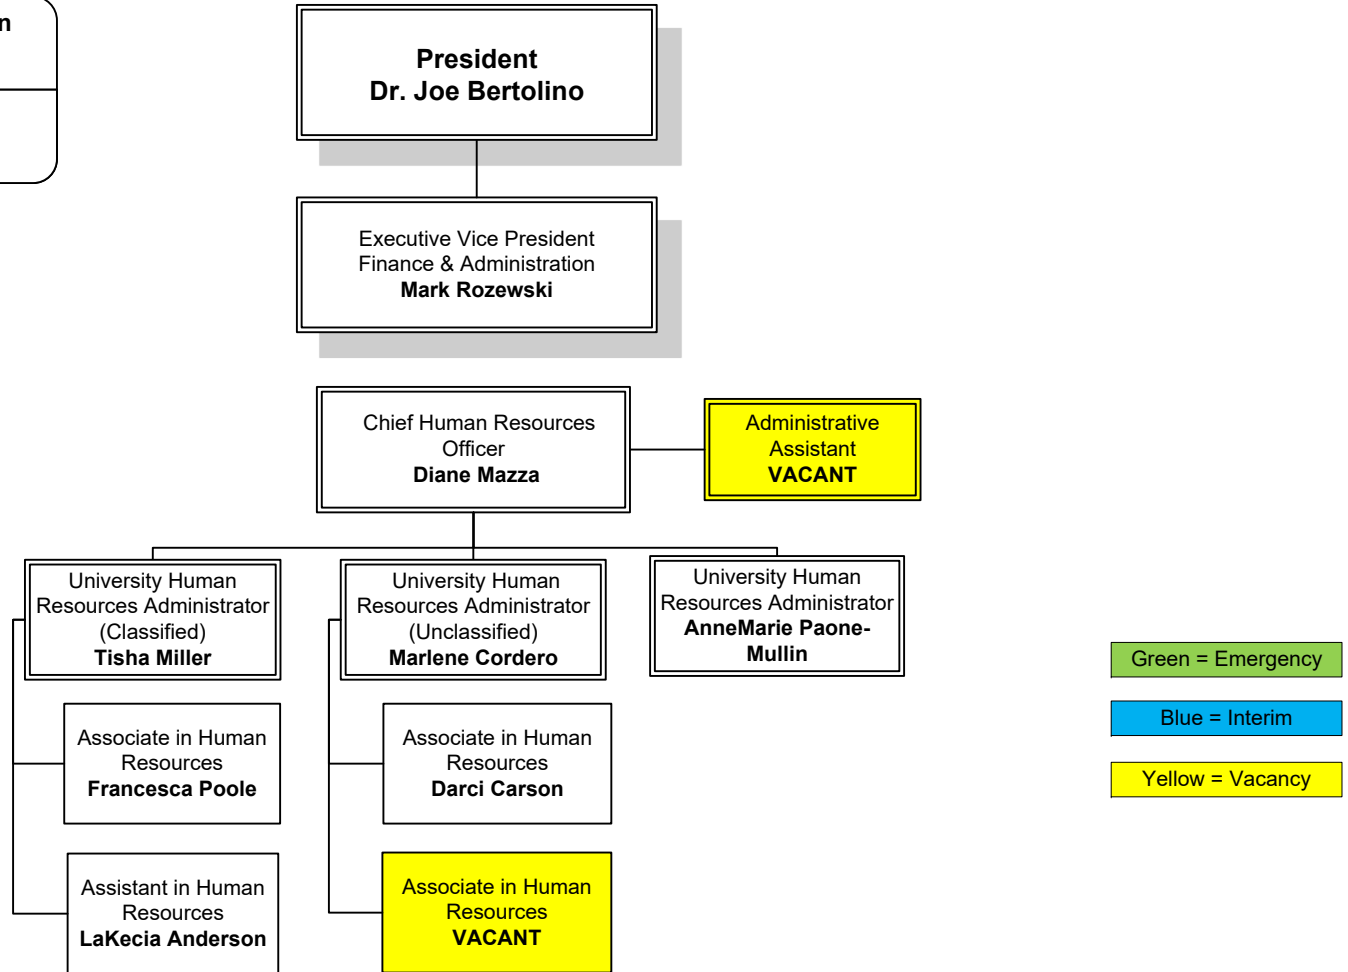 President
Dr. Joe Bertolino
Executive Vice President
Finance & Administration
Mark Rozewski
Chief Human Resources
Officer
Diane Mazza
Administrative
Assistant
VACANT
University Human
Resources Administrator
(Classified)
Tisha Miller
University Human
Resources Administrator
(Unclassified)
Marlene Cordero
University Human
Resources Administrator
AnneMarie Paone-
Mullin
Associate in Human
Resources
Francesca Poole
Associate in Human
Resources
Darci Carson
Assistant in Human
Resources
LaKecia Anderson
Associate in Human
Resources
VACANT
Green = Emergency
Blue = Interim
Yellow = Vacancy